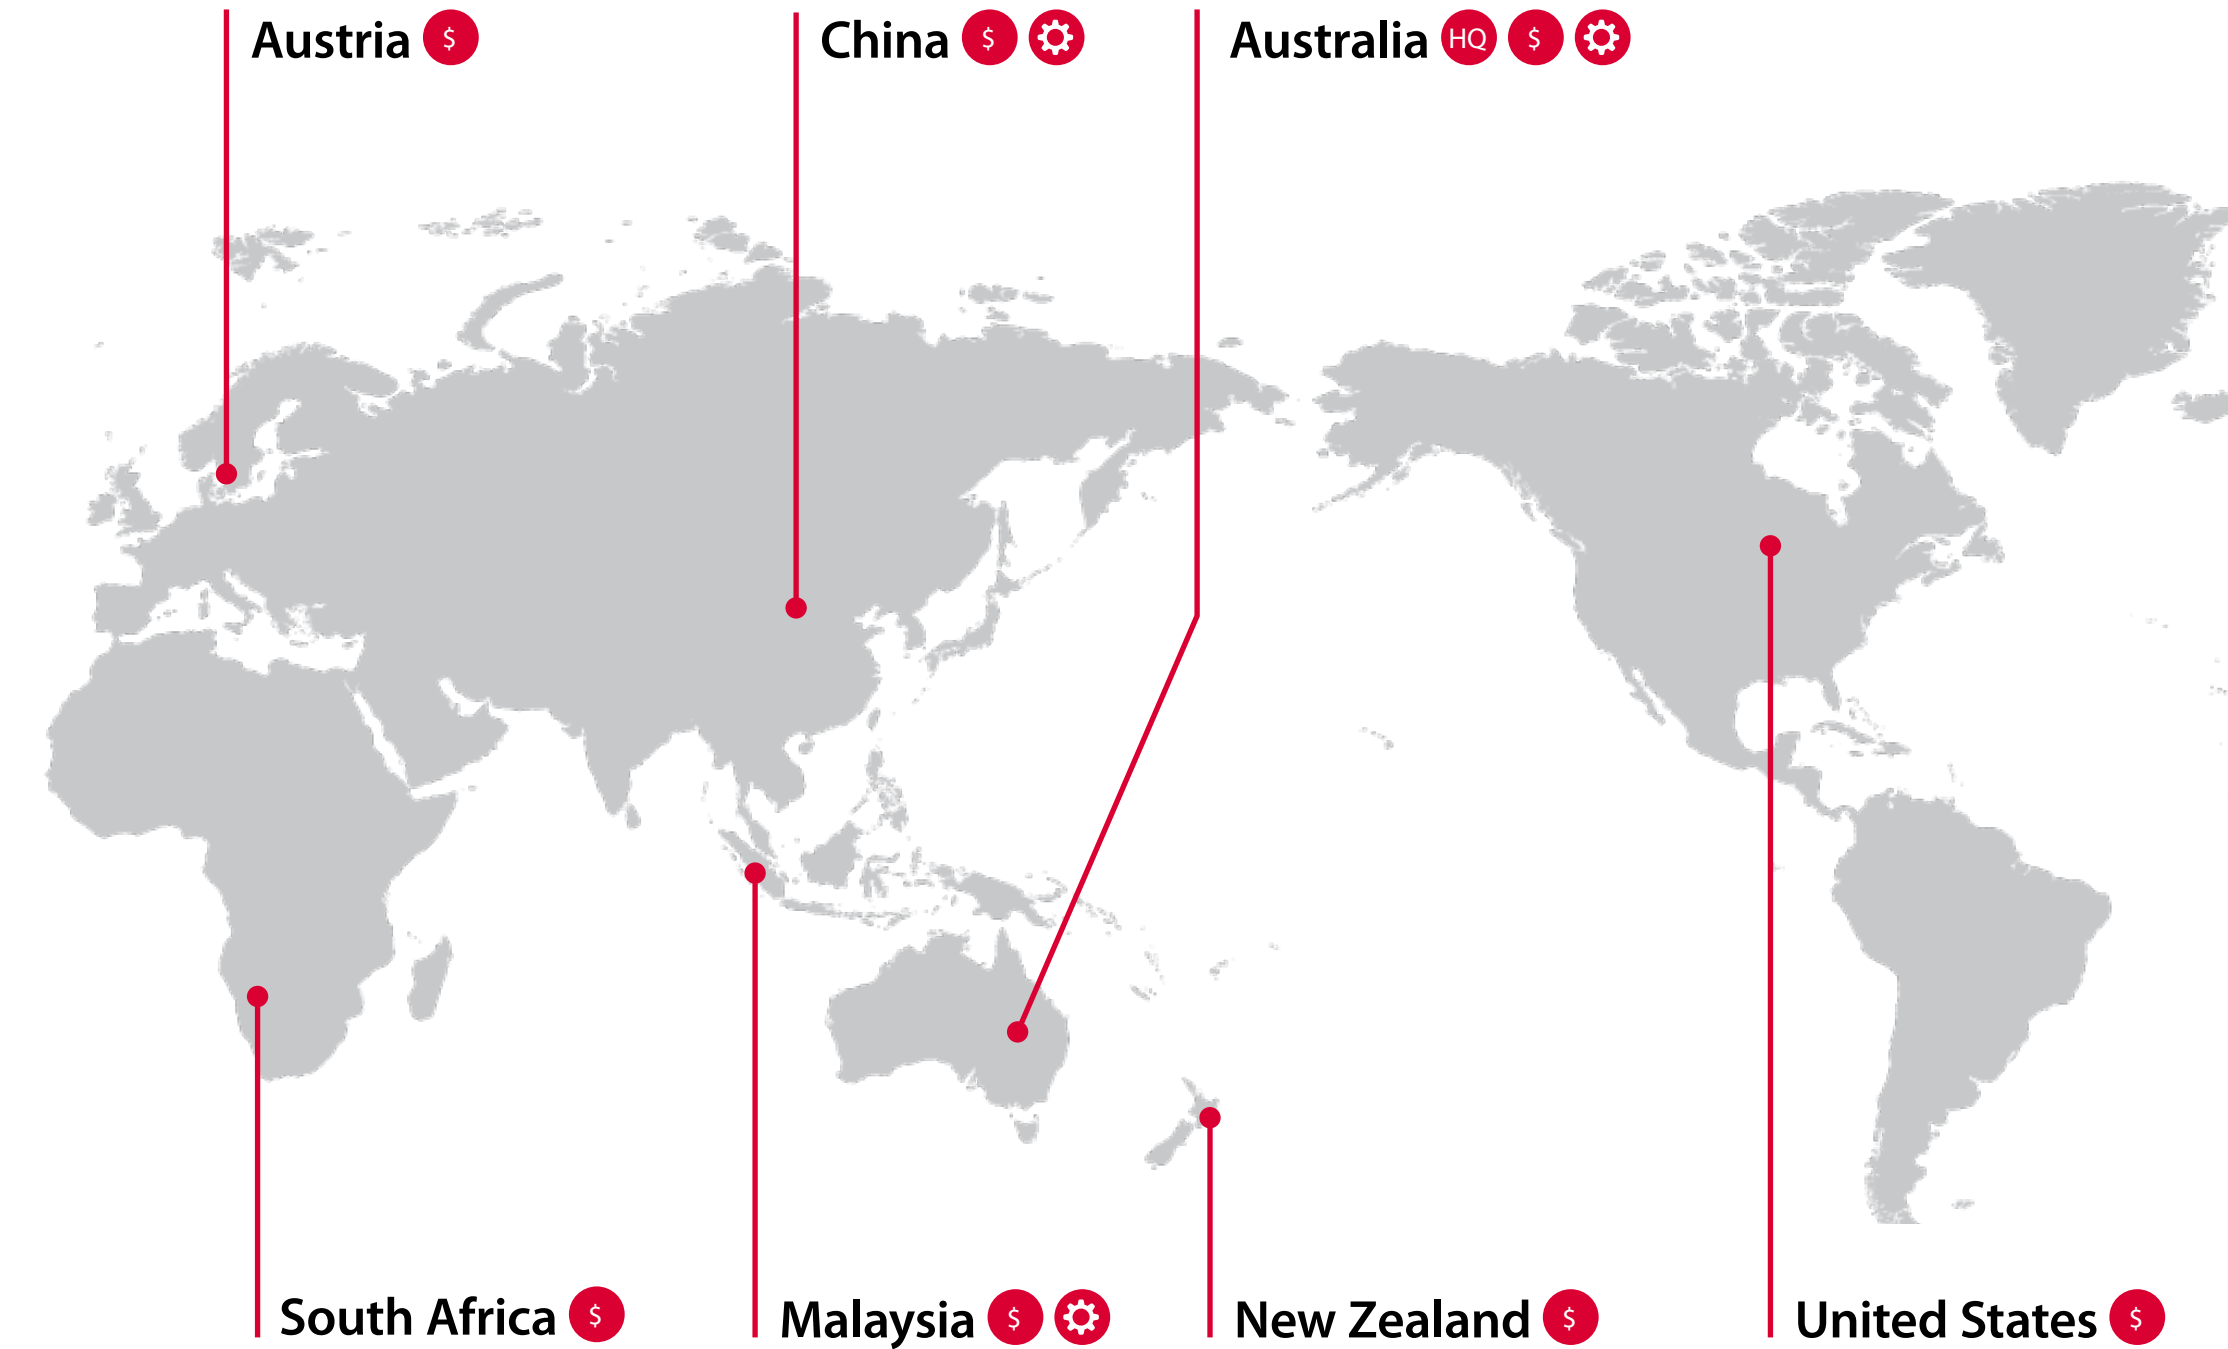 Austria $
China $
Australia HQ $
South Africa $
Malaysia $
New Zealand $
United States $